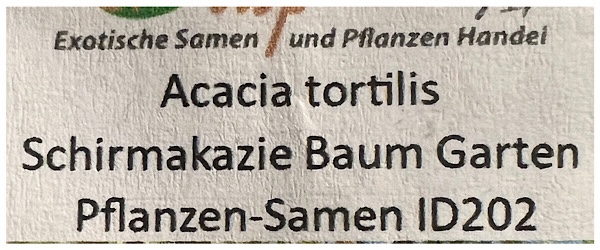 Exotische Samen und Pflanzen Handel
Acacia tortilis
Schirmakazie Baum Garten
Pflanzen-Samen ID202